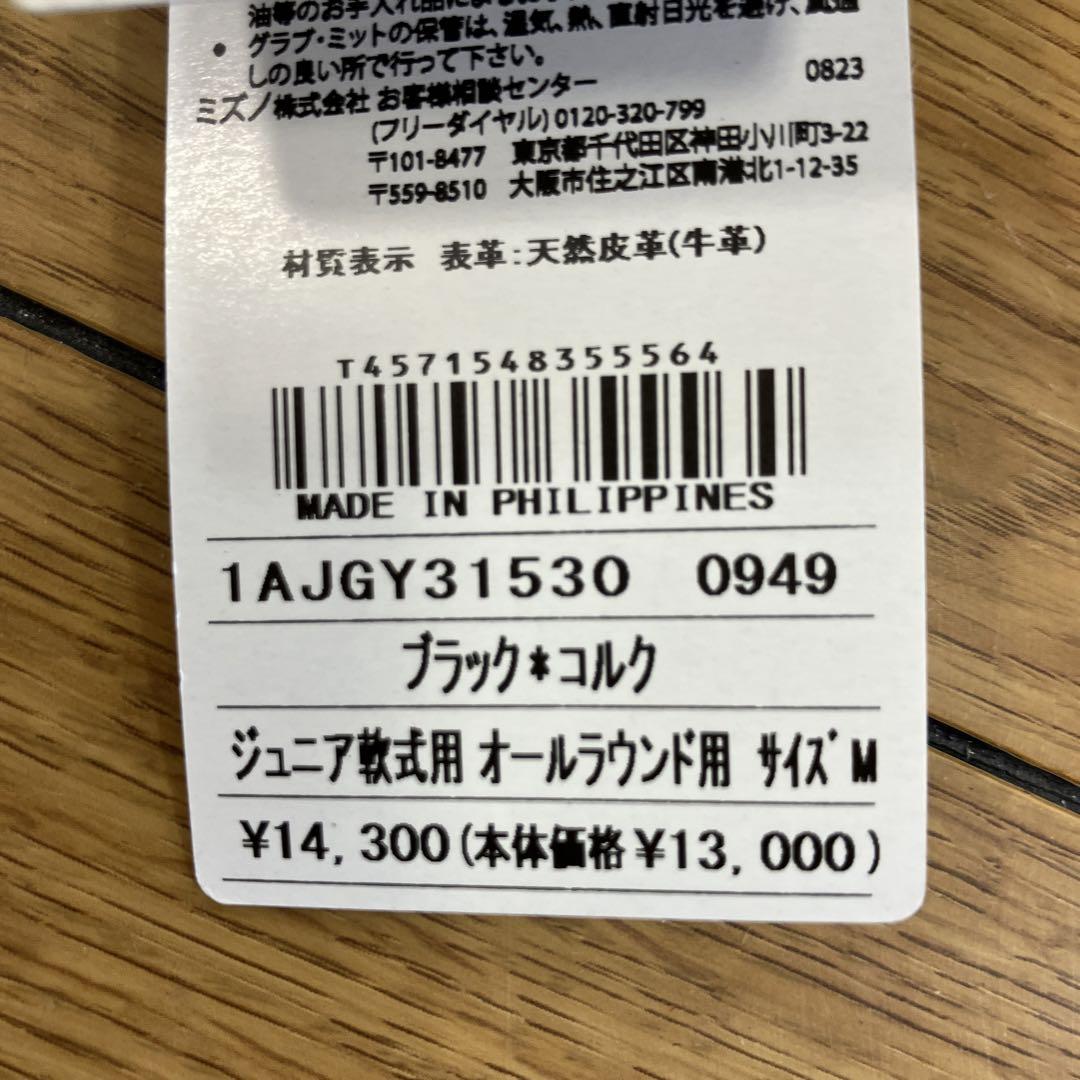 油等のお手入れ品によ
• グラブ・ミットの保管は、湿気、熱、直射日光を避け、風通
しの良い所で行って下さい。
0823
ミズノ株式会社 お客様相談センター
(フリーダイヤル) 0120-320-799
〒101-8477 東京都千代田区神田小川町3-22
〒559-8510 大阪市住之江区南港北1-12-35
材質表示 表革:天然皮革(牛革)
T4571548355564
MADE IN PHILIPPINES
1AJGY31530 0949
ブラック*コルク
ジュニア軟式用 オールラウンド用 サイズM
¥14,300(本体価格¥13,000)